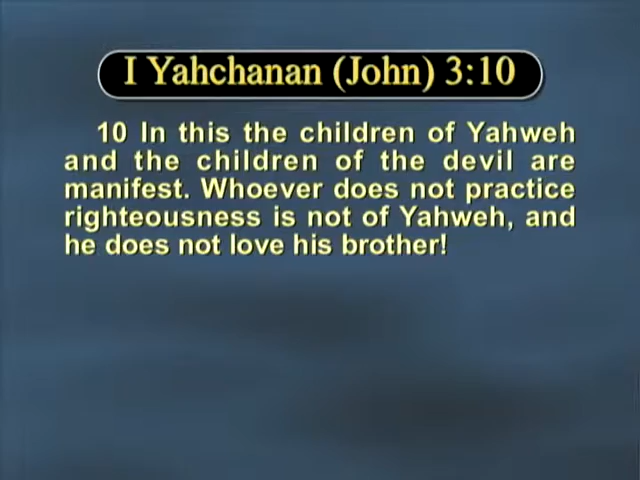 I Yahchanan (John) 3:10
10 In this the children of Yahweh
and the children of the devil are
manifest. Whoever does not practice
righteousness is not of Yahweh, and
he does not love his brother!